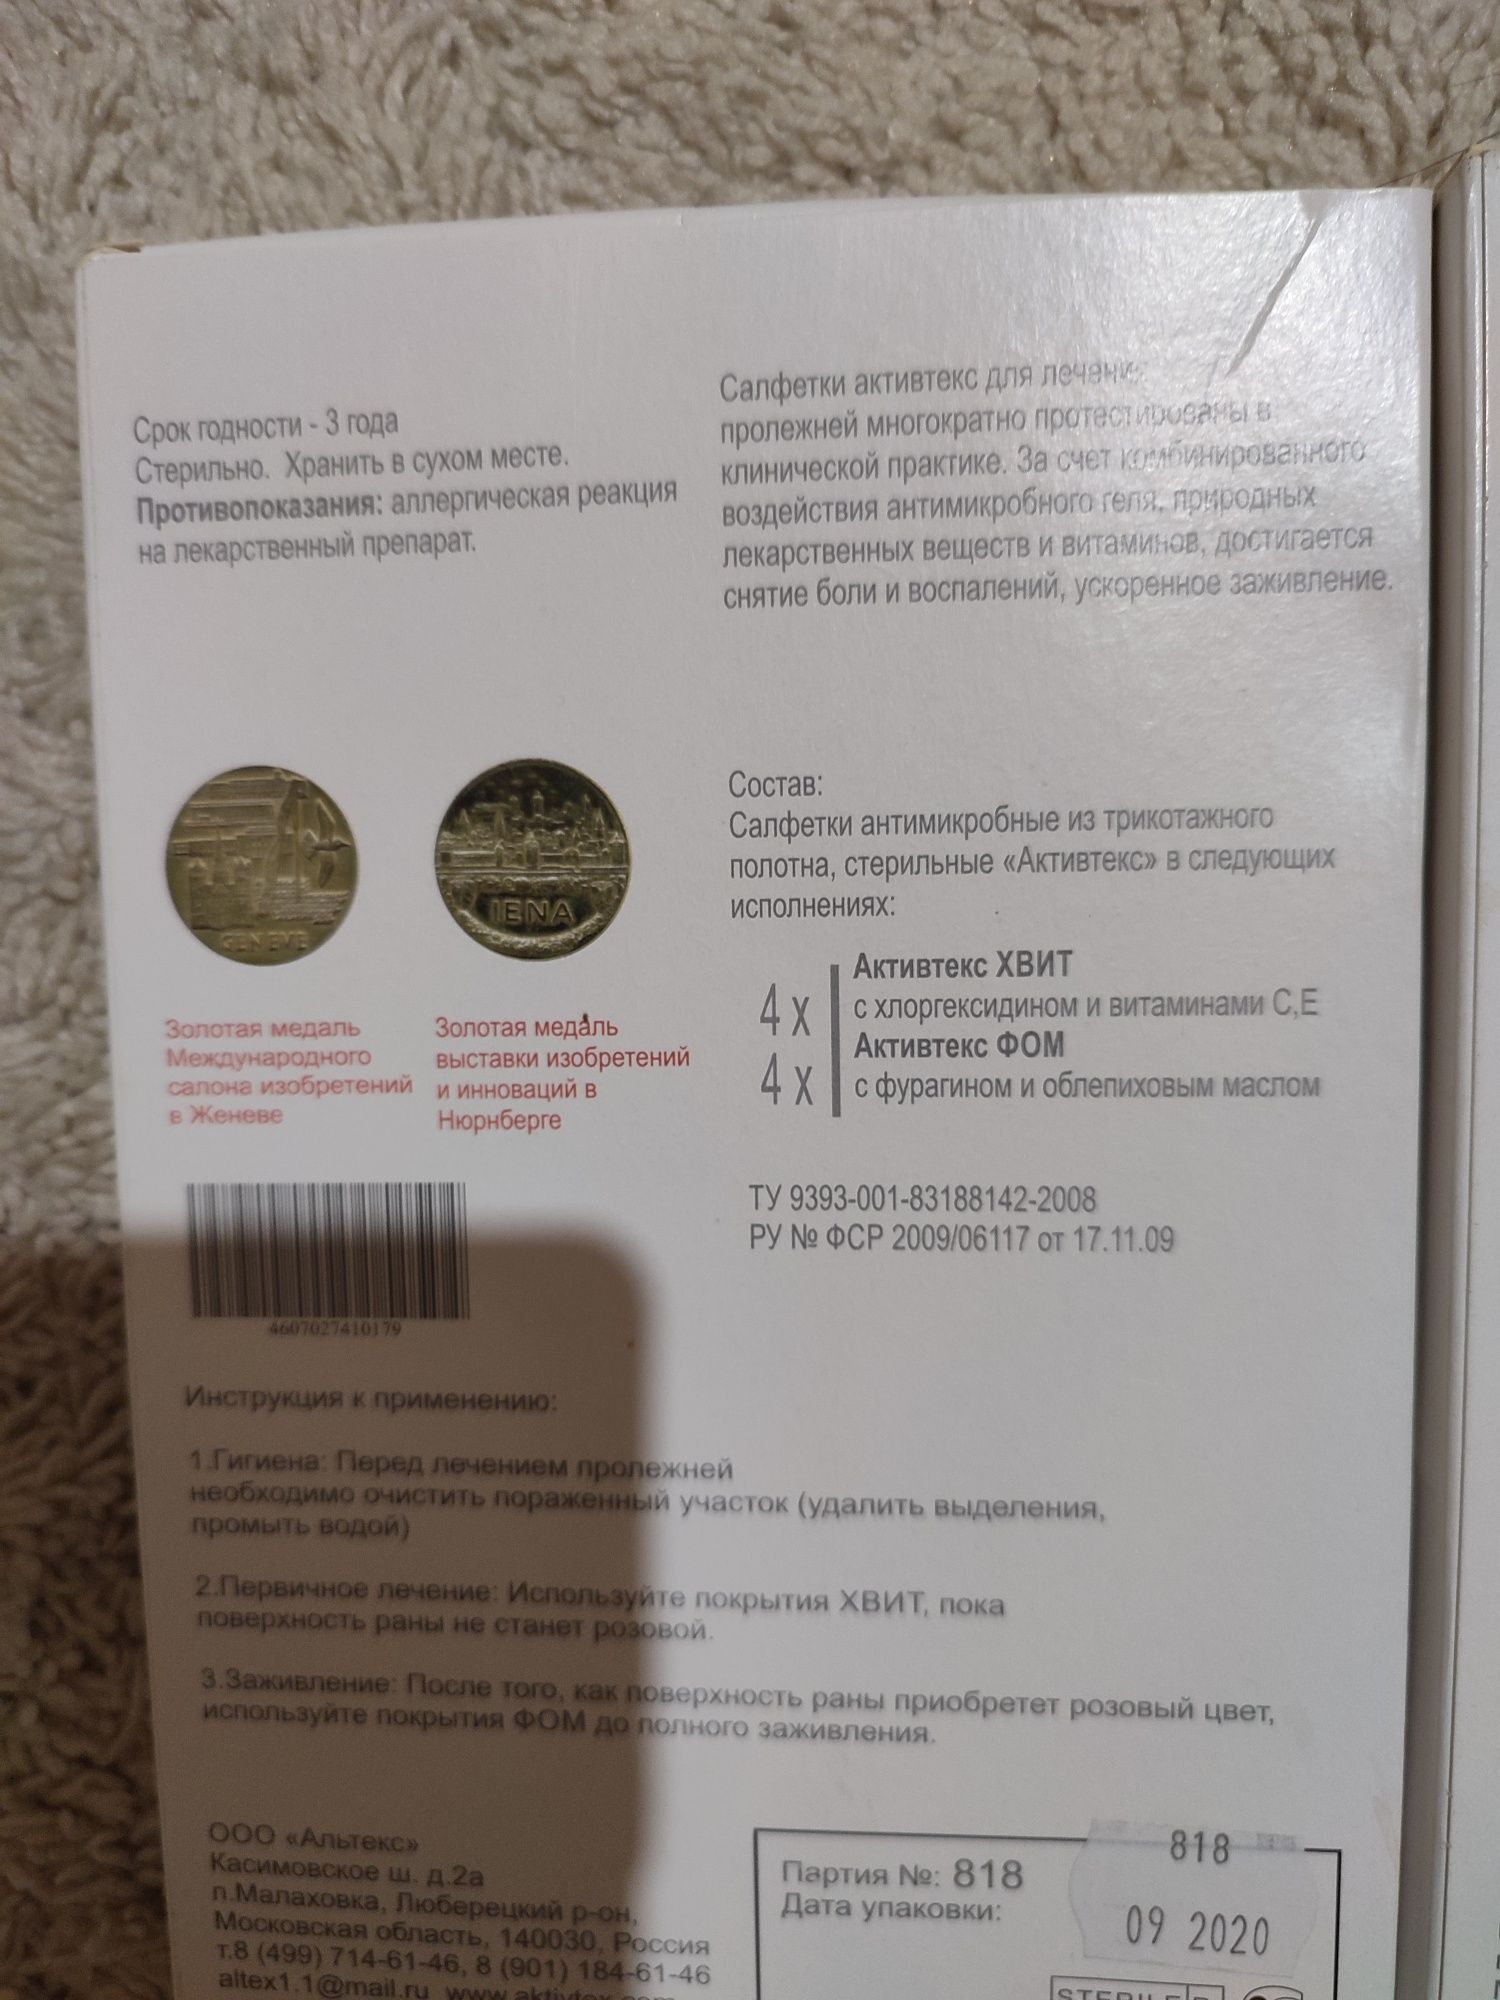 Срок годности - 3 года
Стерильно. Хранить в сухом месте.
Противопоказания: аллергическая реакция
на лекарственный препарат.
Салфетки активтекс для лечения
пролежней многократно протестированы в
клинической практике. За счет комбинированного
воздействия антимикробного геля, природных
лекарственных веществ и витаминов, достигается
снятие боли и воспалений, ускоренное заживление.
GENEVE
IENA
Золотая медаль
Международного
салона изобретений
в Женеве
Золотая медаль
выставки изобретений
и инноваций в
Нюрнберге
Состав:
Салфетки антимикробные из трикотажного
полотна, стерильные «Активтекс» в следующих
исполнениях:
4 x
Активтекс ХВИТ
с хлоргексидином и витаминами С,Е
4 x
Активтекс ФОМ
с фурагином и облепиховым маслом
ТУ 9393-001-83188142-2008
РУ № ФСР 2009/06117 от 17.11.09
4607027410179
Инструкция к применению:
1.Гигиена: Перед лечением пролежней
необходимо очистить пораженный участок (удалить выделения,
промыть водой)
2.Первичное лечение: Используйте покрытия ХВИТ, пока
поверхность раны не станет розовой.
3.Заживление: После того, как поверхность раны приобретет розовый цвет,
используйте покрытия ФОМ до полного заживления.
ООО «Альтекс»
Касимовское ш. д.2а
п.Малаховка, Люберецкий р-он,
Московская область, 140030, Россия
т.8 (499) 714-61-46, 8 (901) 184-61-46
altex1.1@mail.ru www.aktivtex.com
Партия №: 818
Дата упаковки:
818
09 2020
STERILE R